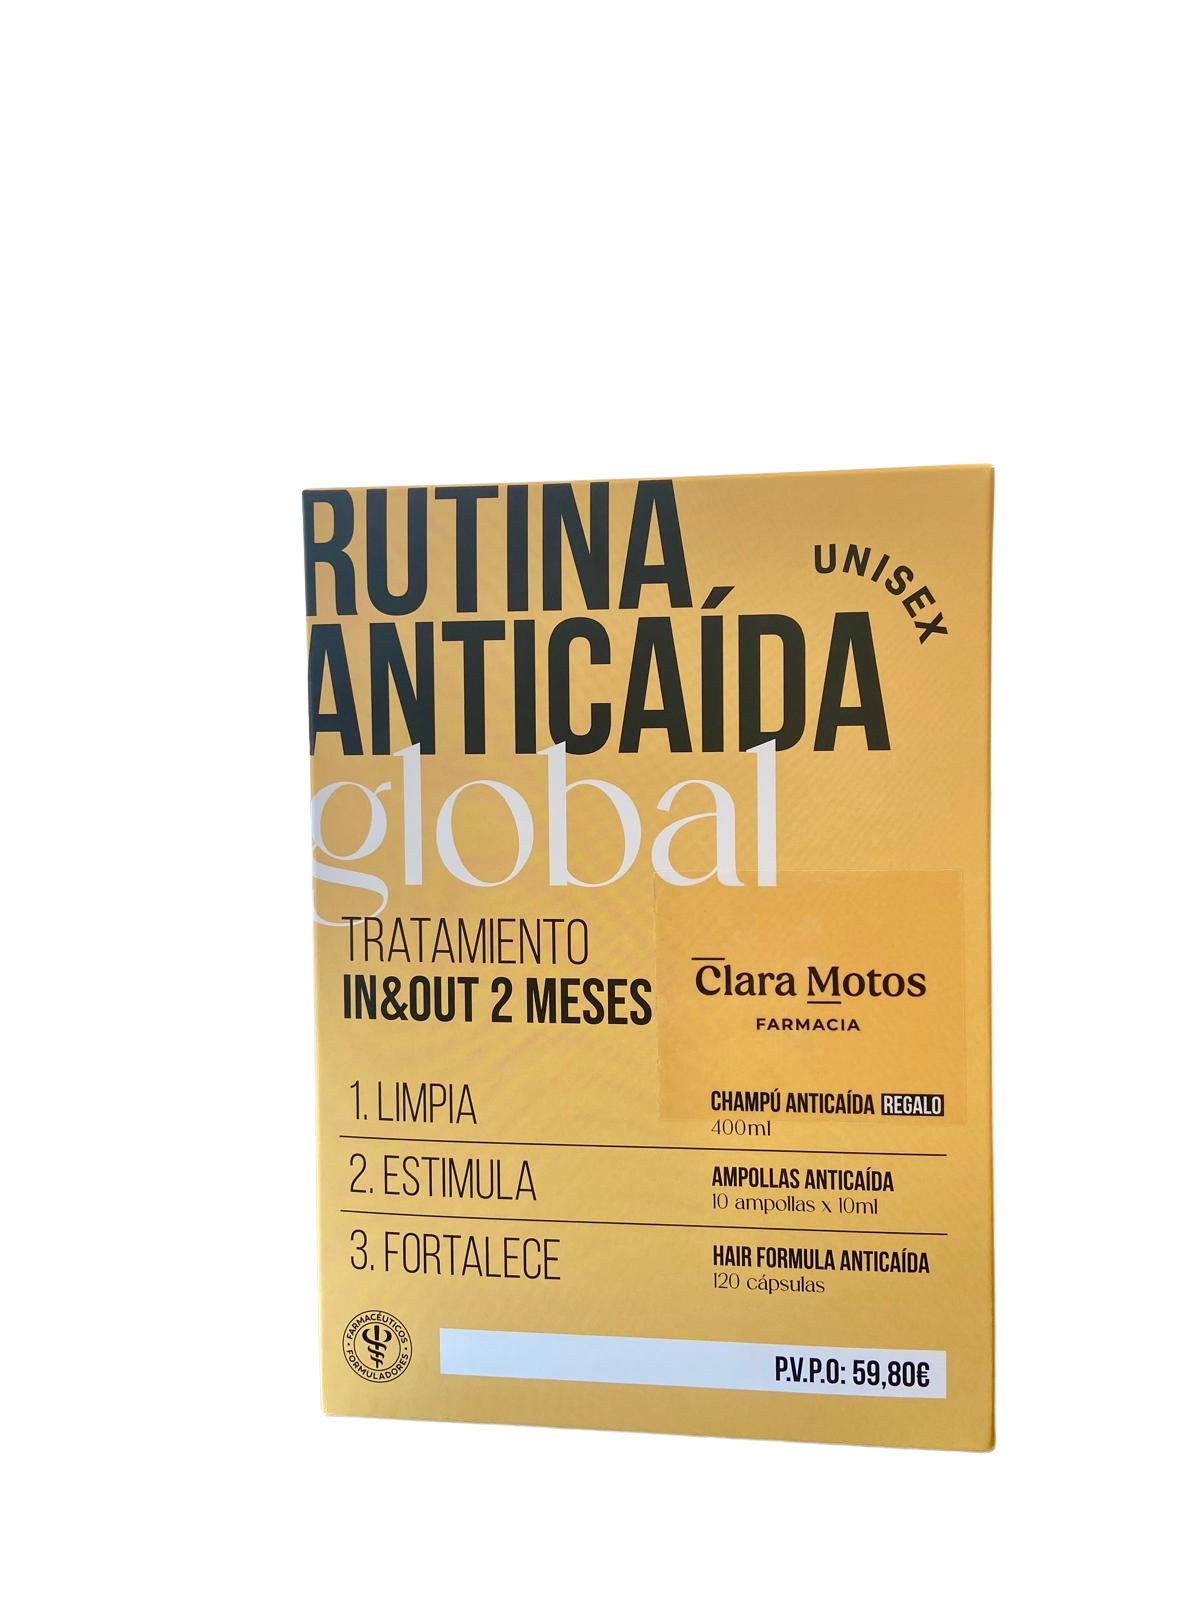 RUTINA
ANTICAÍDA
UNISEX
global
TRATAMIENTO
IN&OUT 2 MESES
Clara Motos
FARMACIA
1. LIMPIA
CHAMPÚ ANTICAÍDA REGALO
400ml
2. ESTIMULA
AMPOLLAS ANTICAÍDA
10 ampollas x 10ml
3. FORTALECE
HAIR FORMULA ANTICAÍDA
120 cápsulas
FARMACÉUTICOS
FORMULADORES
P.V.P.O: 59,80€